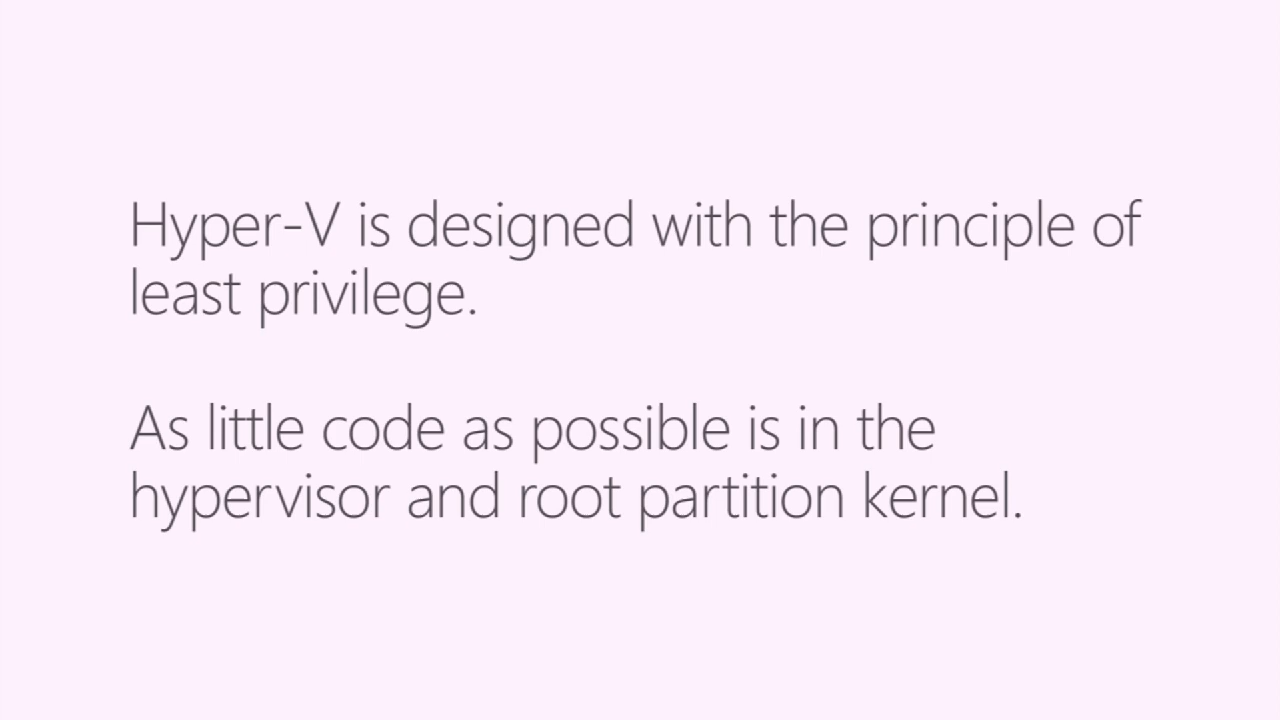 Hyper-V is designed with the principle of
least privilege.
As little code as possible is in the
hypervisor and root partition kernel.